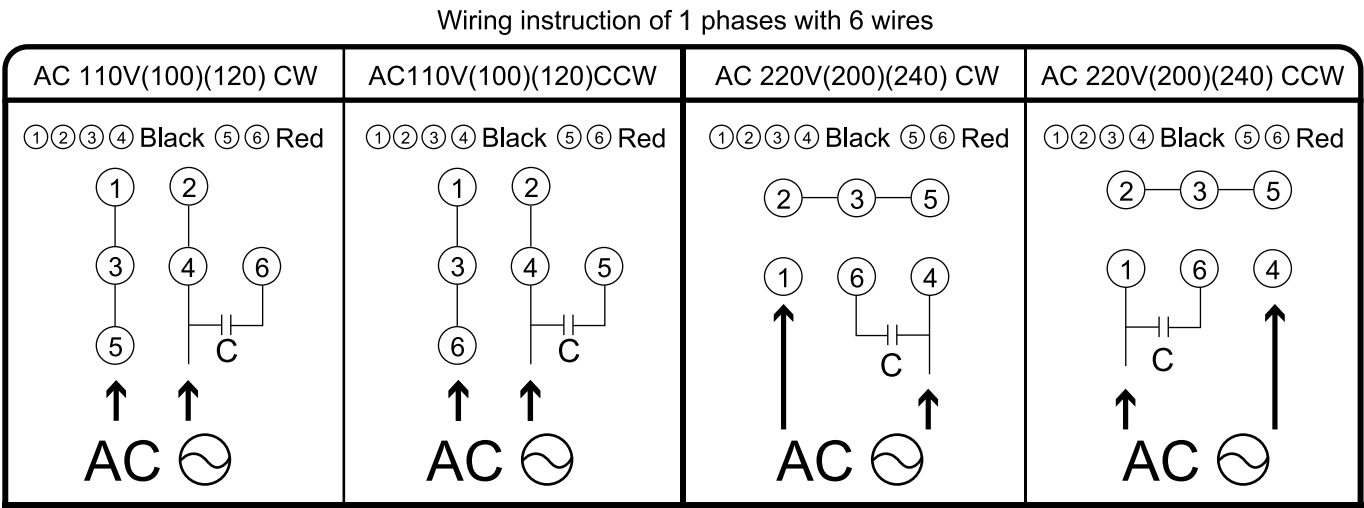 Wiring instruction of 1 phases with 6 wires
AC 110V(100)(120) CW
AC110V(100)(120)CCW
AC 220V(200)(240) CW
AC 220V(200)(240) CCW
①②③④ Black ⑤⑥ Red
① ②
③ ④ ⑥
⑤ C
AC
①②③④ Black ⑤⑥ Red
① ②
③ ④ ⑤
⑥ C
AC
①②③④ Black ⑤⑥ Red
② ③ ⑤
① ⑥ ④
C
AC
①②③④ Black ⑤⑥ Red
② ③ ⑤
① ⑥ ④
C
AC